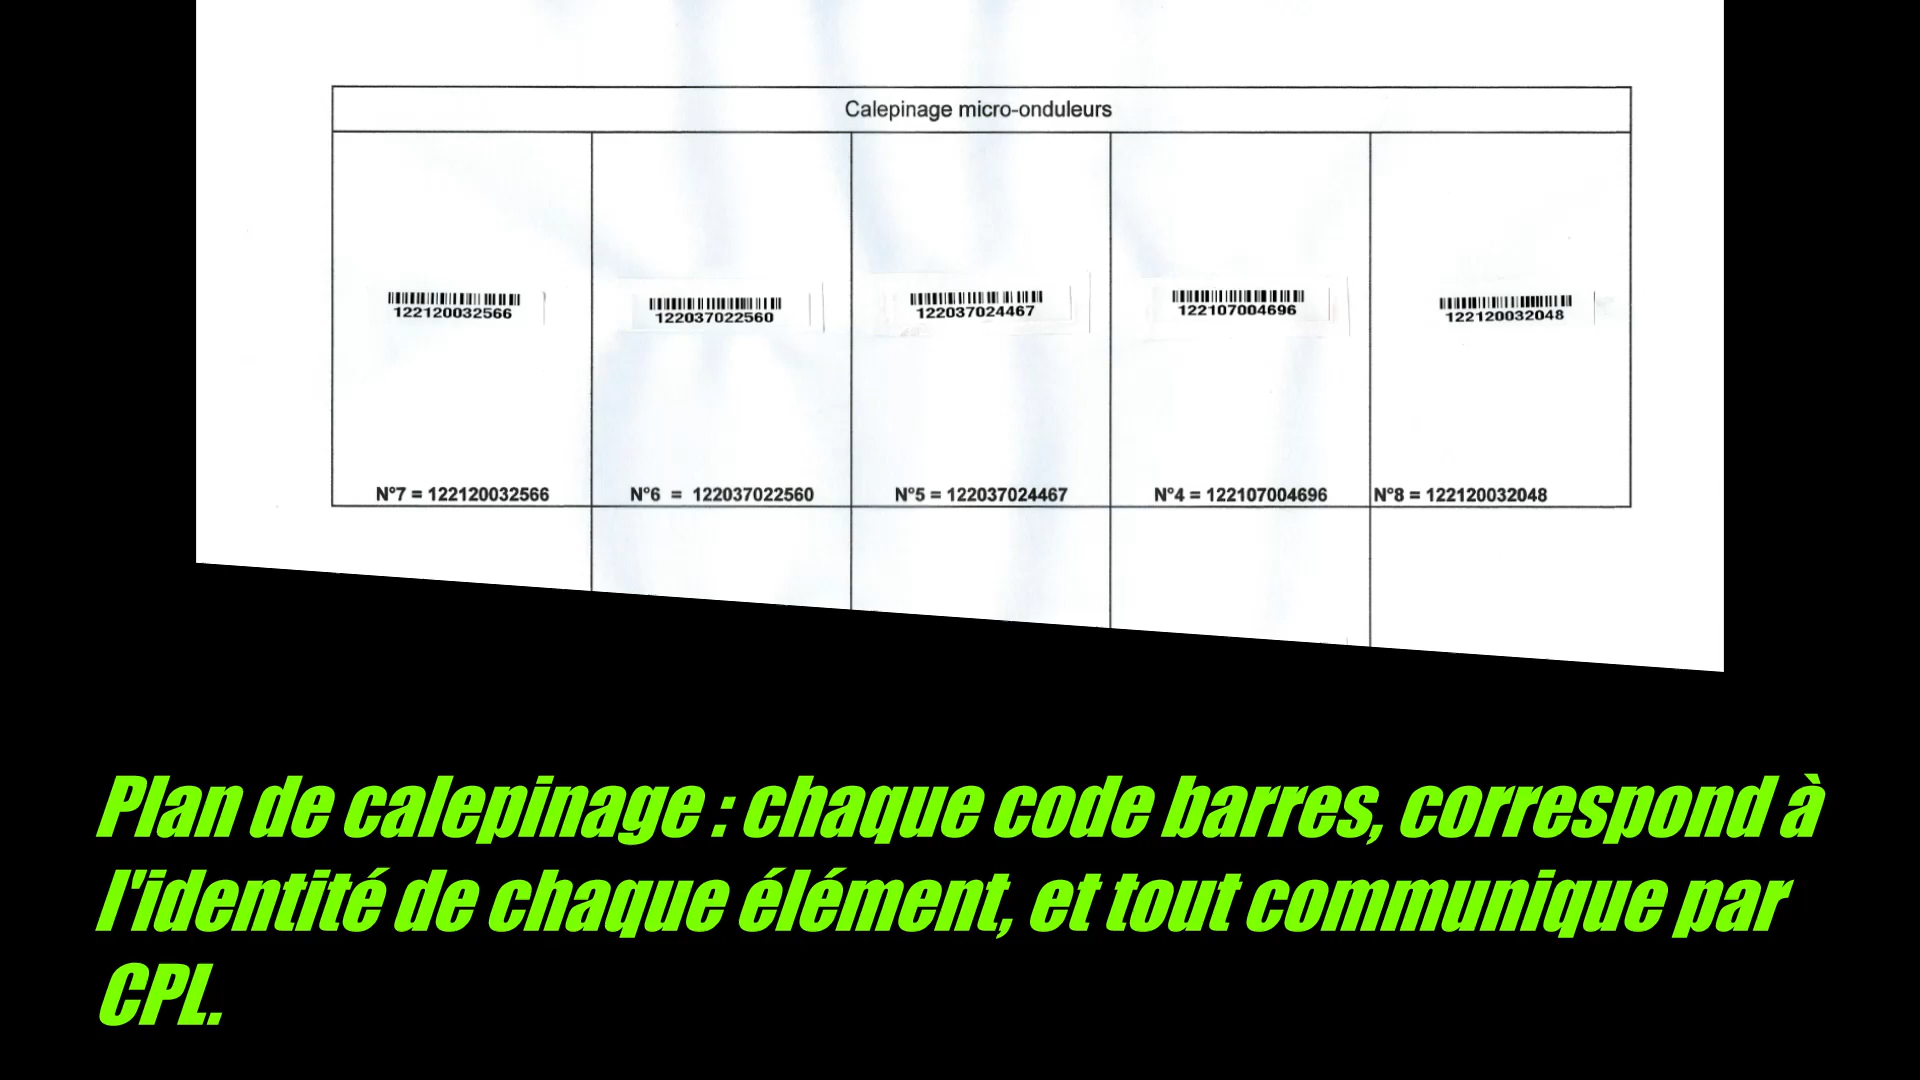 Calepinage micro-onduleurs
122120032566
122037022560
122037024467
122107004696
122120032048
N°7 = 122120032566
N°6 = 122037022560
N°5 = 122037024467
N°4 = 122107004696
N°8 = 122120032048
Plan de calepinage : chaque code barres, correspond à
l'identité de chaque élément, et tout communique par
CPL.